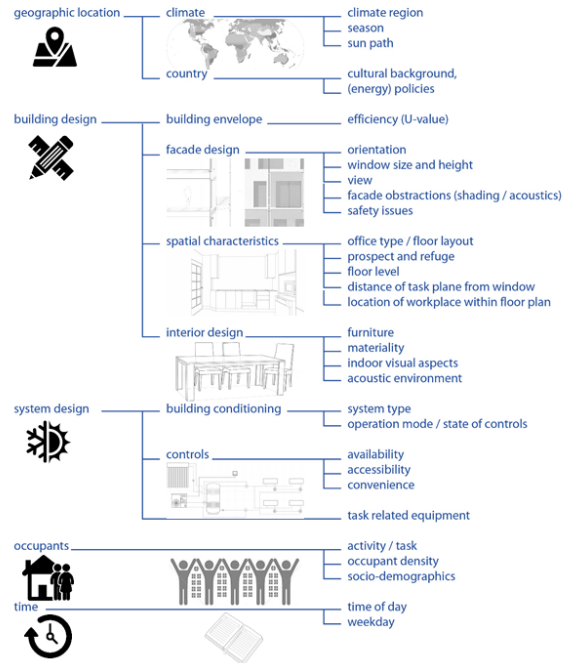 geographic location
climate
climate region
season
sun path
country
cultural background,
(energy) policies
building design
building envelope
efficiency (U-value)
facade design
orientation
window size and height
view
facade obstructions (shading / acoustics)
safety issues
spatial characteristics
office type / floor layout
prospect and refuge
floor level
distance of task plane from window
location of workplace within floor plan
interior design
furniture
materiality
indoor visual aspects
acoustic environment
system design
building conditioning
system type
operation mode / state of controls
controls
availability
accessibility
convenience
task related equipment
occupants
activity / task
occupant density
socio-demographics
time
time of day
weekday